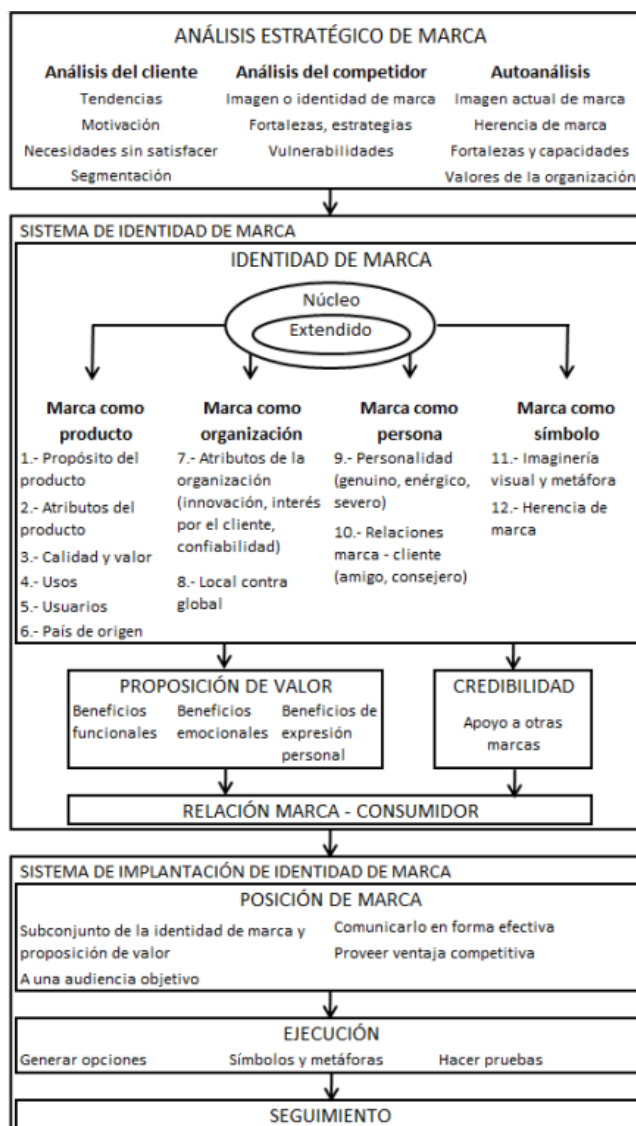 ANÁLISIS ESTRATÉGICO DE MARCA
Análisis del cliente
Tendencias
Motivación
Necesidades sin satisfacer
Segmentación
Análisis del competidor
Imagen o identidad de marca
Fortalezas, estrategias
Vulnerabilidades
Autoanálisis
Imagen actual de marca
Herencia de marca
Fortalezas y capacidades
Valores de la organización
SISTEMA DE IDENTIDAD DE MARCA
IDENTIDAD DE MARCA
Núcleo
Extendido
Marca como
producto
1.- Propósito del
producto
2.- Atributos del
producto
3.- Calidad y valor
4.- Usos
5.- Usuarios
6.- País de origen
Marca como
organización
7.- Atributos de la
organización
(innovación, interés
por el cliente,
confiabilidad)
8.- Local contra
global
Marca como
persona
9.- Personalidad
(genuino, enérgico,
severo)
10.- Relaciones
marca - cliente
(amigo, consejero)
Marca como
símbolo
11.- Imaginería
visual y metáfora
12.- Herencia de
marca
PROPOSICIÓN DE VALOR
Beneficios
funcionales
Beneficios
emocionales
Beneficios de
expresión
personal
CREDIBILIDAD
Apoyo a otras
marcas
RELACIÓN MARCA - CONSUMIDOR
SISTEMA DE IMPLANTACIÓN DE IDENTIDAD DE MARCA
POSICIÓN DE MARCA
Subconjunto de la identidad de marca y
proposición de valor
A una audiencia objetivo
Comunicarlo en forma efectiva
Proveer ventaja competitiva
EJECUCIÓN
Generar opciones
Símbolos y metáforas
Hacer pruebas
SEGUIMIENTO